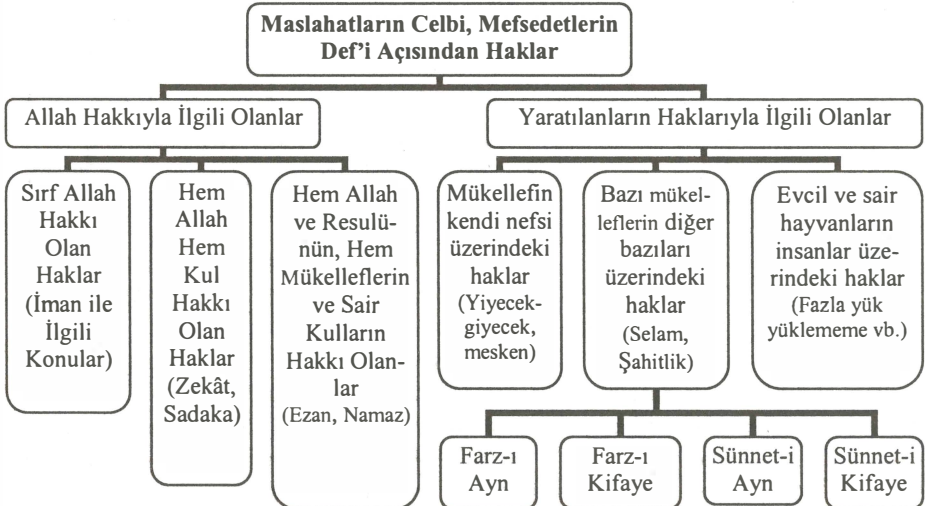 Maslahatların Celbi, Mefsedetlerin
Def'i Açısından Haklar
Allah Hakkıyla İlgili Olanlar
Yaratılanların Haklarıyla İlgili Olanlar
Sırf Allah
Hakkı
Olan
Haklar
(İman ile
İlgili
Konular)
Hem
Allah
Hem
Kul
Hakkı
Olan
Haklar
(Zekât,
Sadaka)
Hem Allah
ve Resulü-
nün, Hem
Mükelleflerin
ve Sair
Kulların
Hakkı Olan-
lar
(Ezan, Namaz)
Mükellefin
kendi nefsi
üzerindeki
haklar
(Yiyecek-
giyecek,
mesken)
Bazı mükel-
leflerin diğer
bazıları
üzerindeki
haklar
(Selam,
Şahitlik)
Evcil ve sair
hayvanların
insanlar üze-
rindeki haklar
(Fazla yük
yüklememe vb.)
Farz-ı
Ayn
Farz-ı
Kifaye
Sünnet-i
Ayn
Sünnet-i
Kifaye